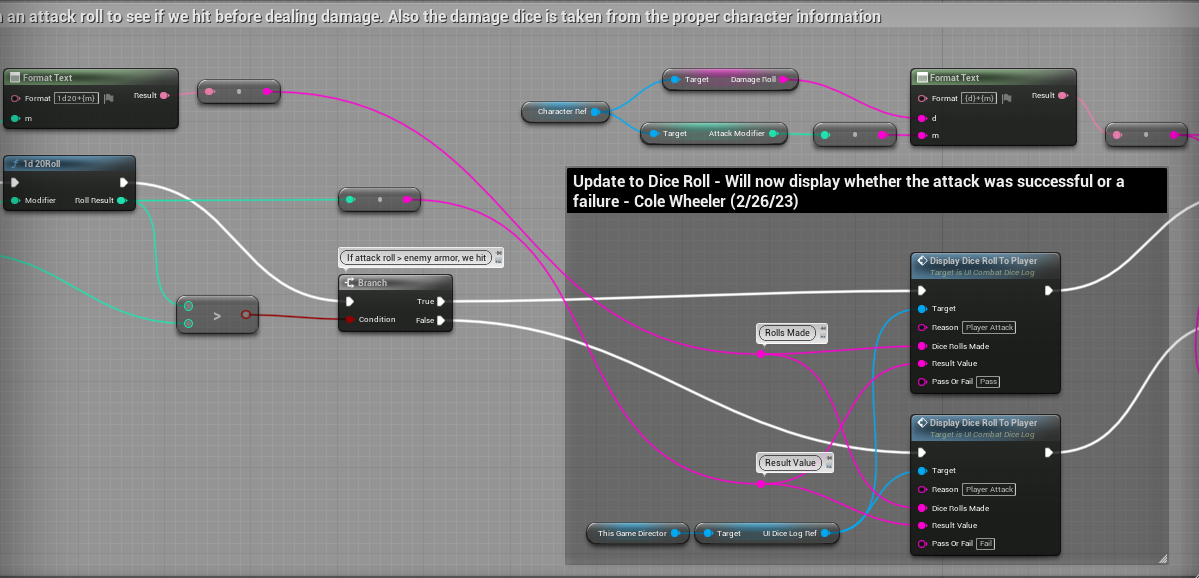 an attack roll to see if we hit before dealing damage. Also the damage dice is taken from the proper character information
Format Text
Format 1d20+{m}
Result
m
1d 20Roll
Modifier
Roll Result
>
If attack roll > enemy armor, we hit
Branch
True
Condition
False
Character Ref
Target
Damage Roll
Target
Attack Modifier
Format Text
Format {d}+{m}
Result
d
m
Update to Dice Roll - Will now display whether the attack was successful or a
failure - Cole Wheeler (2/26/23)
Display Dice Roll To Player
Target is UI Combat Dice Log
Target
Reason Player Attack
Dice Rolls Made
Result Value
Pass Or Fail Pass
Rolls Made
Result Value
Display Dice Roll To Player
Target is UI Combat Dice Log
Target
Reason Player Attack
Dice Rolls Made
Result Value
Pass Or Fail Fail
This Game Director
Target
UI Dice Log Ref